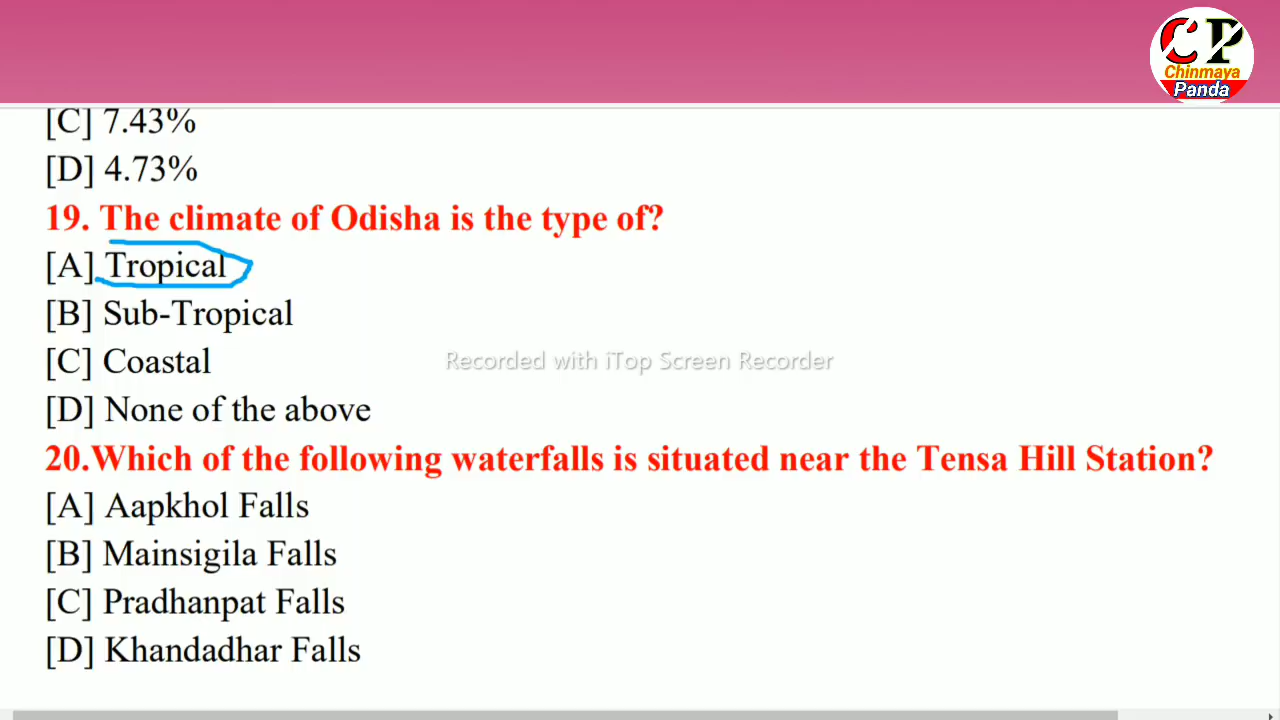 CP
Chinmaya
Panda
[C] 7.43%
[D] 4.73%
19. The climate of Odisha is the type of?
[A] Tropical
[B] Sub-Tropical
[C] Coastal
[D] None of the above
Recorded with iTop Screen Recorder
20.Which of the following waterfalls is situated near the Tensa Hill Station?
[A] Aapkhol Falls
[B] Mainsigila Falls
[C] Pradhanpat Falls
[D] Khandadhar Falls